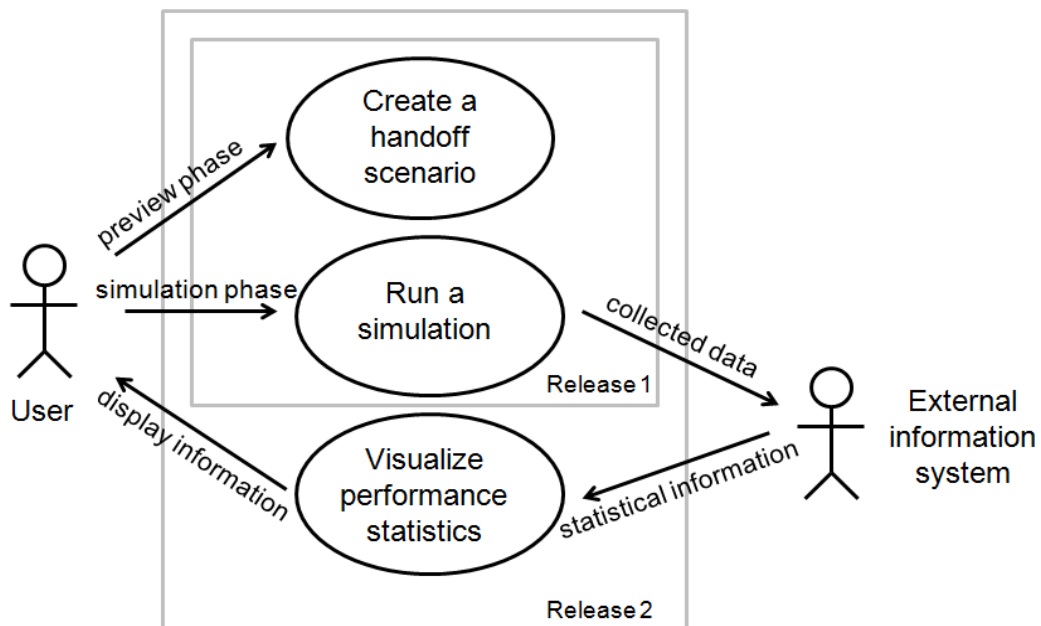 Create a
handoff
scenario
preview phase
simulation phase
Run a
simulation
collected data
Release 1
User
display information
Visualize
performance
statistics
statistical information
External
information
system
Release 2